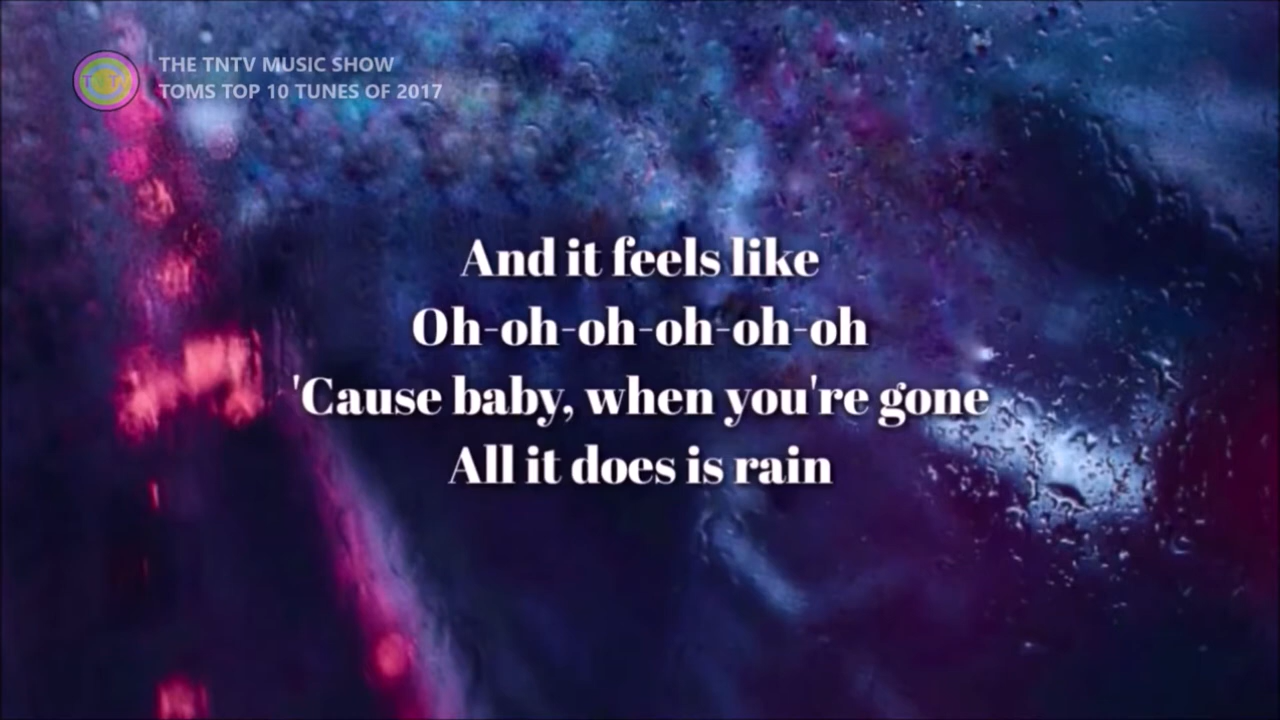 THE TNTV MUSIC SHOW
TOMS TOP 10 TUNES OF 2017
And it feels like
Oh-oh-oh-oh-oh-oh
'Cause baby, when you're gone
All it does is rain